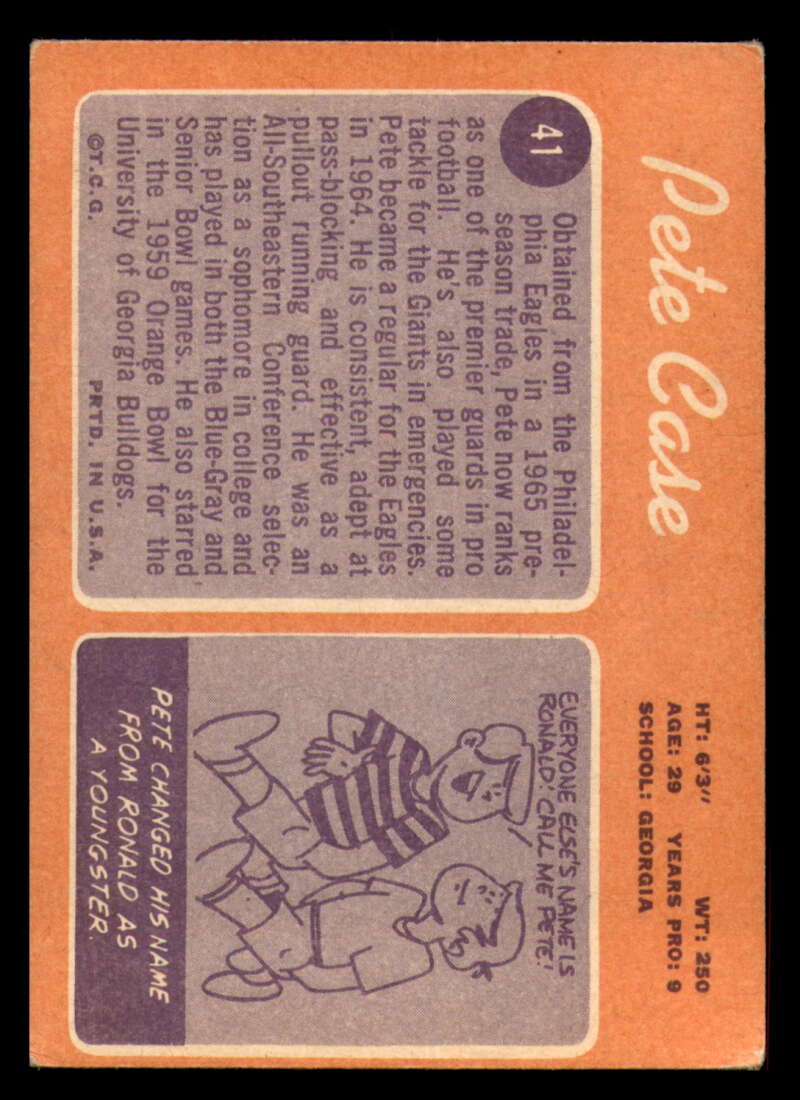 Pete Case
HT: 6'3" WT: 250
AGE: 29 YEARS PRO: 9
SCHOOL: GEORGIA
41
Obtained from the Philadel-
phia Eagles in a 1965 pre-
season trade, Pete now ranks
as one of the premier guards in pro
football. He's also played some
tackle for the Giants in emergencies.
Pete became a regular for the Eagles
in 1964. He is consistent, adept at
pass-blocking and effective as a
pullout running guard. He was an
All-Southeastern Conference selec-
tion as a sophomore in college and
has played in both the Blue-Gray and
Senior Bowl games. He also starred
in the 1959 Orange Bowl for the
University of Georgia Bulldogs.
©T.C.G. PRTD. IN U.S.A.
EVERYONE ELSE'S NAME IS
RONALD! CALL ME PETE!
PETE CHANGED HIS NAME
FROM RONALD AS
A YOUNGSTER.